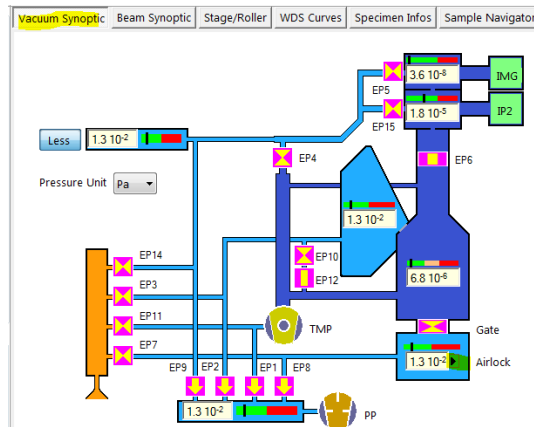 Vacuum Synoptic Beam Synoptic Stage/Roller WDS Curves Specimen Infos Sample Navigator
3.6 10-8
IMG
EP5
1.8 10-5
IP2
EP15
Less
1.3 10-2
EP4
EP6
Pressure Unit
Pa
1.3 10-2
EP14
EP10
EP3
EP12
6.8 10-6
EP11
TMP
Gate
EP7
1.3 10-2
Airlock
EP9
EP2
EP1
EP8
1.3 10-2
PP